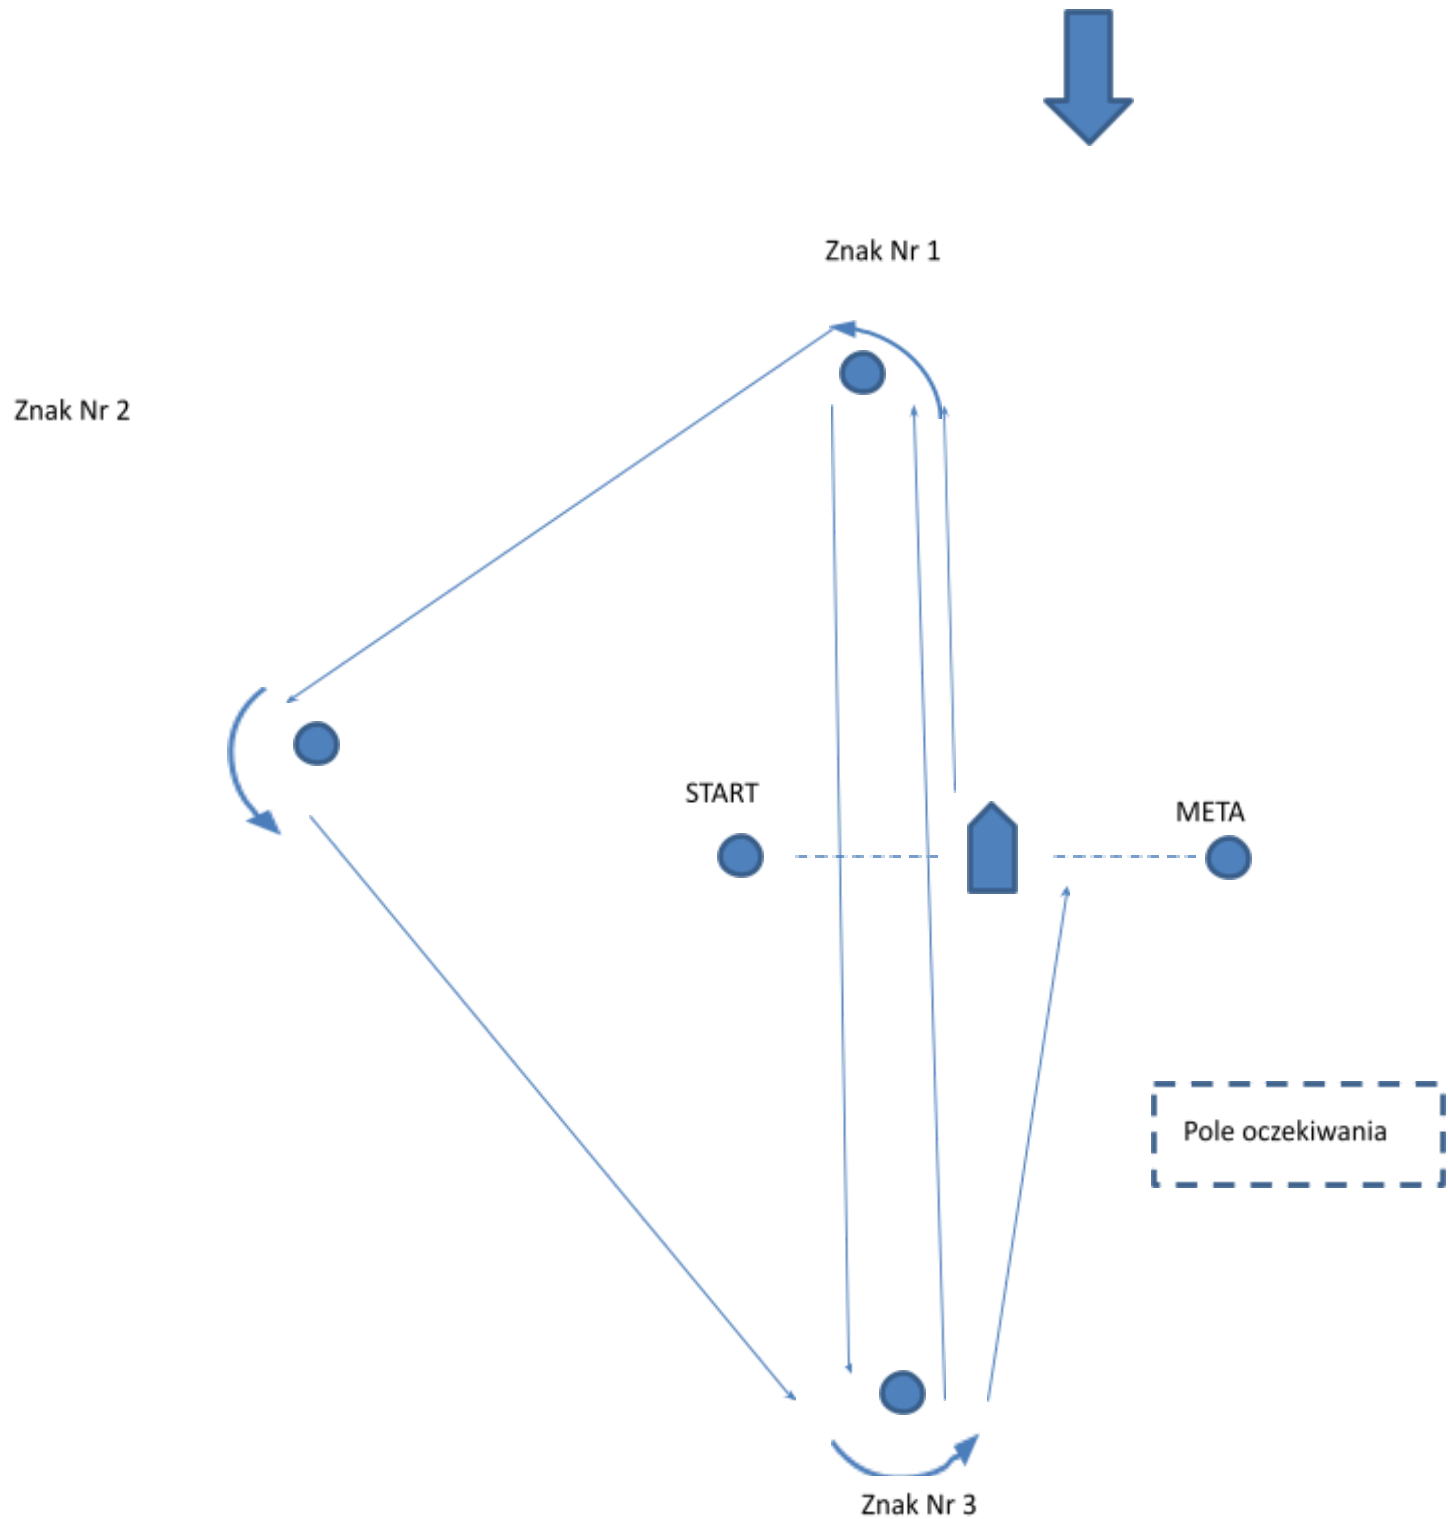 Znak Nr 1
Znak Nr 2
START
META
Pole oczekiwania
Znak Nr 3